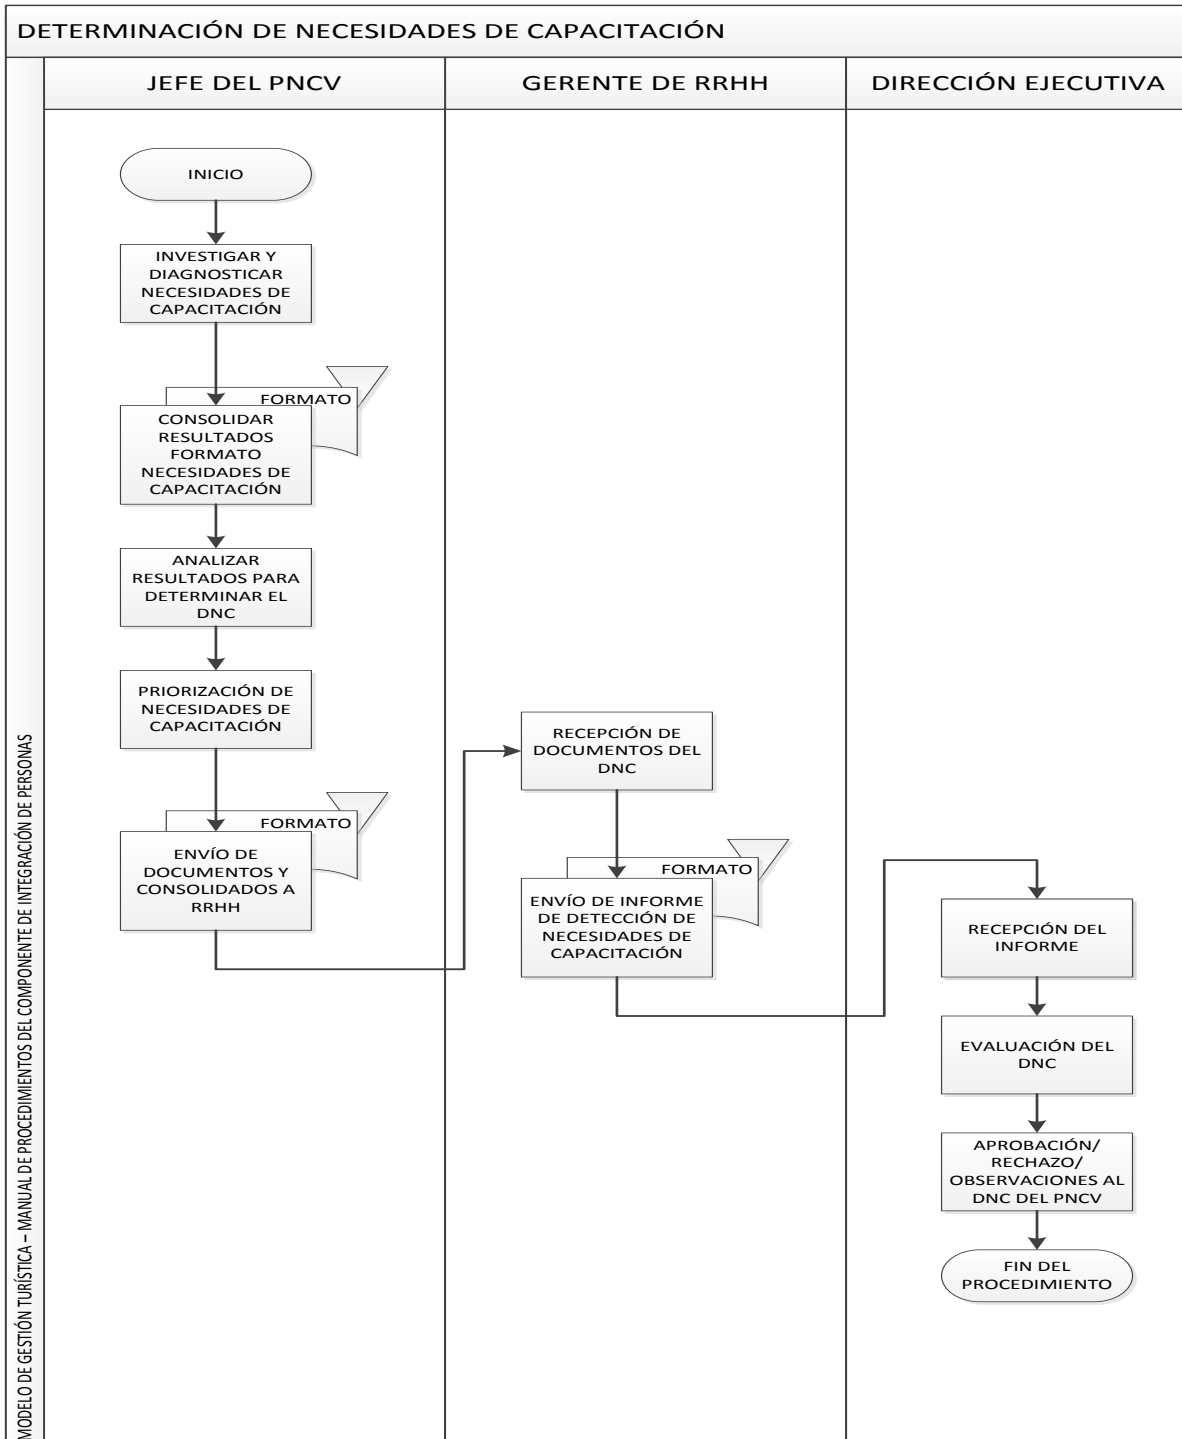 DETERMINACIÓN DE NECESIDADES DE CAPACITACIÓN
JEFE DEL PNCV
GERENTE DE RRHH
DIRECCIÓN EJECUTIVA
MODELO DE GESTIÓN TURÍSTICA – MANUAL DE PROCEDIMIENTOS DEL COMPONENTE DE INTEGRACIÓN DE PERSONAS
INICIO
INVESTIGAR Y
DIAGNOSTICAR
NECESIDADES DE
CAPACITACIÓN
FORMATO
CONSOLIDAR
RESULTADOS
FORMATO
NECESIDADES DE
CAPACITACIÓN
ANALIZAR
RESULTADOS PARA
DETERMINAR EL
DNC
PRIORIZACIÓN DE
NECESIDADES DE
CAPACITACIÓN
FORMATO
ENVÍO DE
DOCUMENTOS Y
CONSOLIDADOS A
RRHH
RECEPCIÓN DE
DOCUMENTOS DEL
DNC
FORMATO
ENVÍO DE INFORME
DE DETECCIÓN DE
NECESIDADES DE
CAPACITACIÓN
RECEPCIÓN DEL
INFORME
EVALUACIÓN DEL
DNC
APROBACIÓN/
RECHAZO/
OBSERVACIONES AL
DNC DEL PNCV
FIN DEL
PROCEDIMIENTO